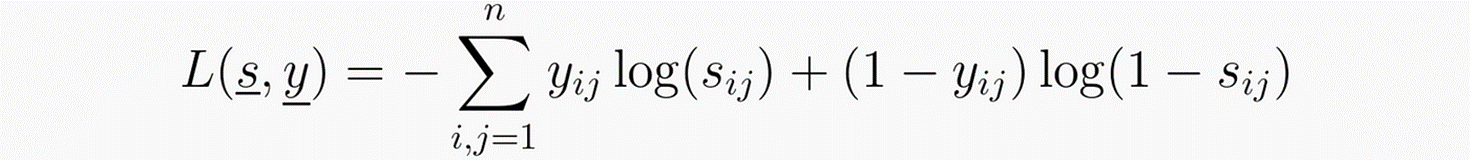 L(s, y) = − ∑_{i,j=1}^{n} y_{ij} log(s_{ij}) + (1 − y_{ij}) log(1 − s_{ij})